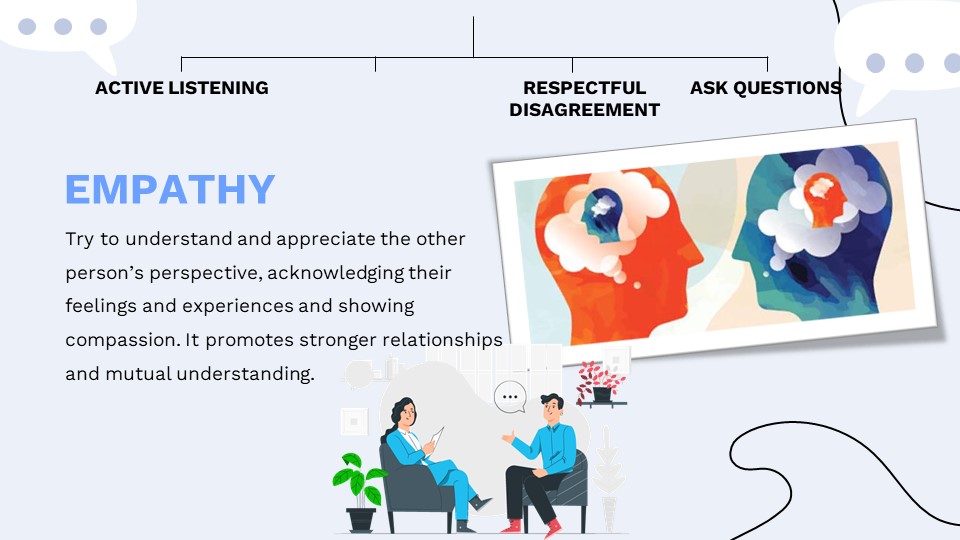 ACTIVE LISTENING
RESPECTFUL
DISAGREEMENT
ASK QUESTIONS
EMPATHY
Try to understand and appreciate the other
person’s perspective, acknowledging their
feelings and experiences and showing
compassion. It promotes stronger relationships
and mutual understanding.